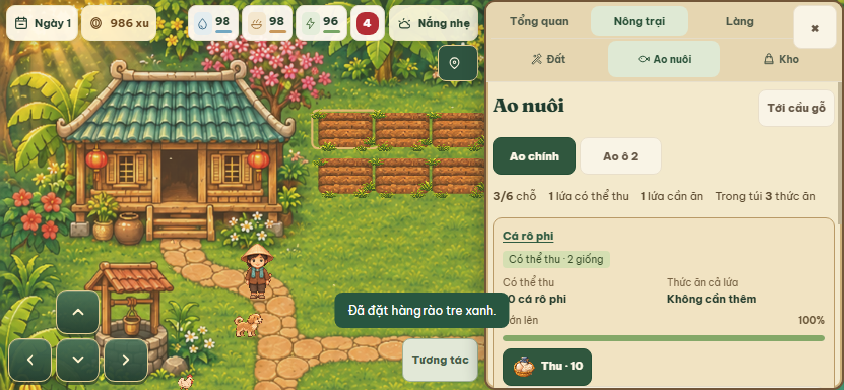 Ngày 1
986 xu
98
98
96
4
Nắng nhẹ
Tổng quan
Nông trại
Làng
Đất
Ao nuôi
Kho
Ao nuôi
Tới cầu gỗ
Ao chính
Ao ô 2
3/6 chỗ 1 lứa có thể thu 1 lứa cần ăn Trong túi 3 thức ăn
Cá rô phi
Có thể thu · 2 giống
Có thể thu
Thức ăn cả lứa
0 cá rô phi
Không cần thêm
Đã đặt hàng rào tre xanh.
lên
100%
Thu · 10
Tương tác